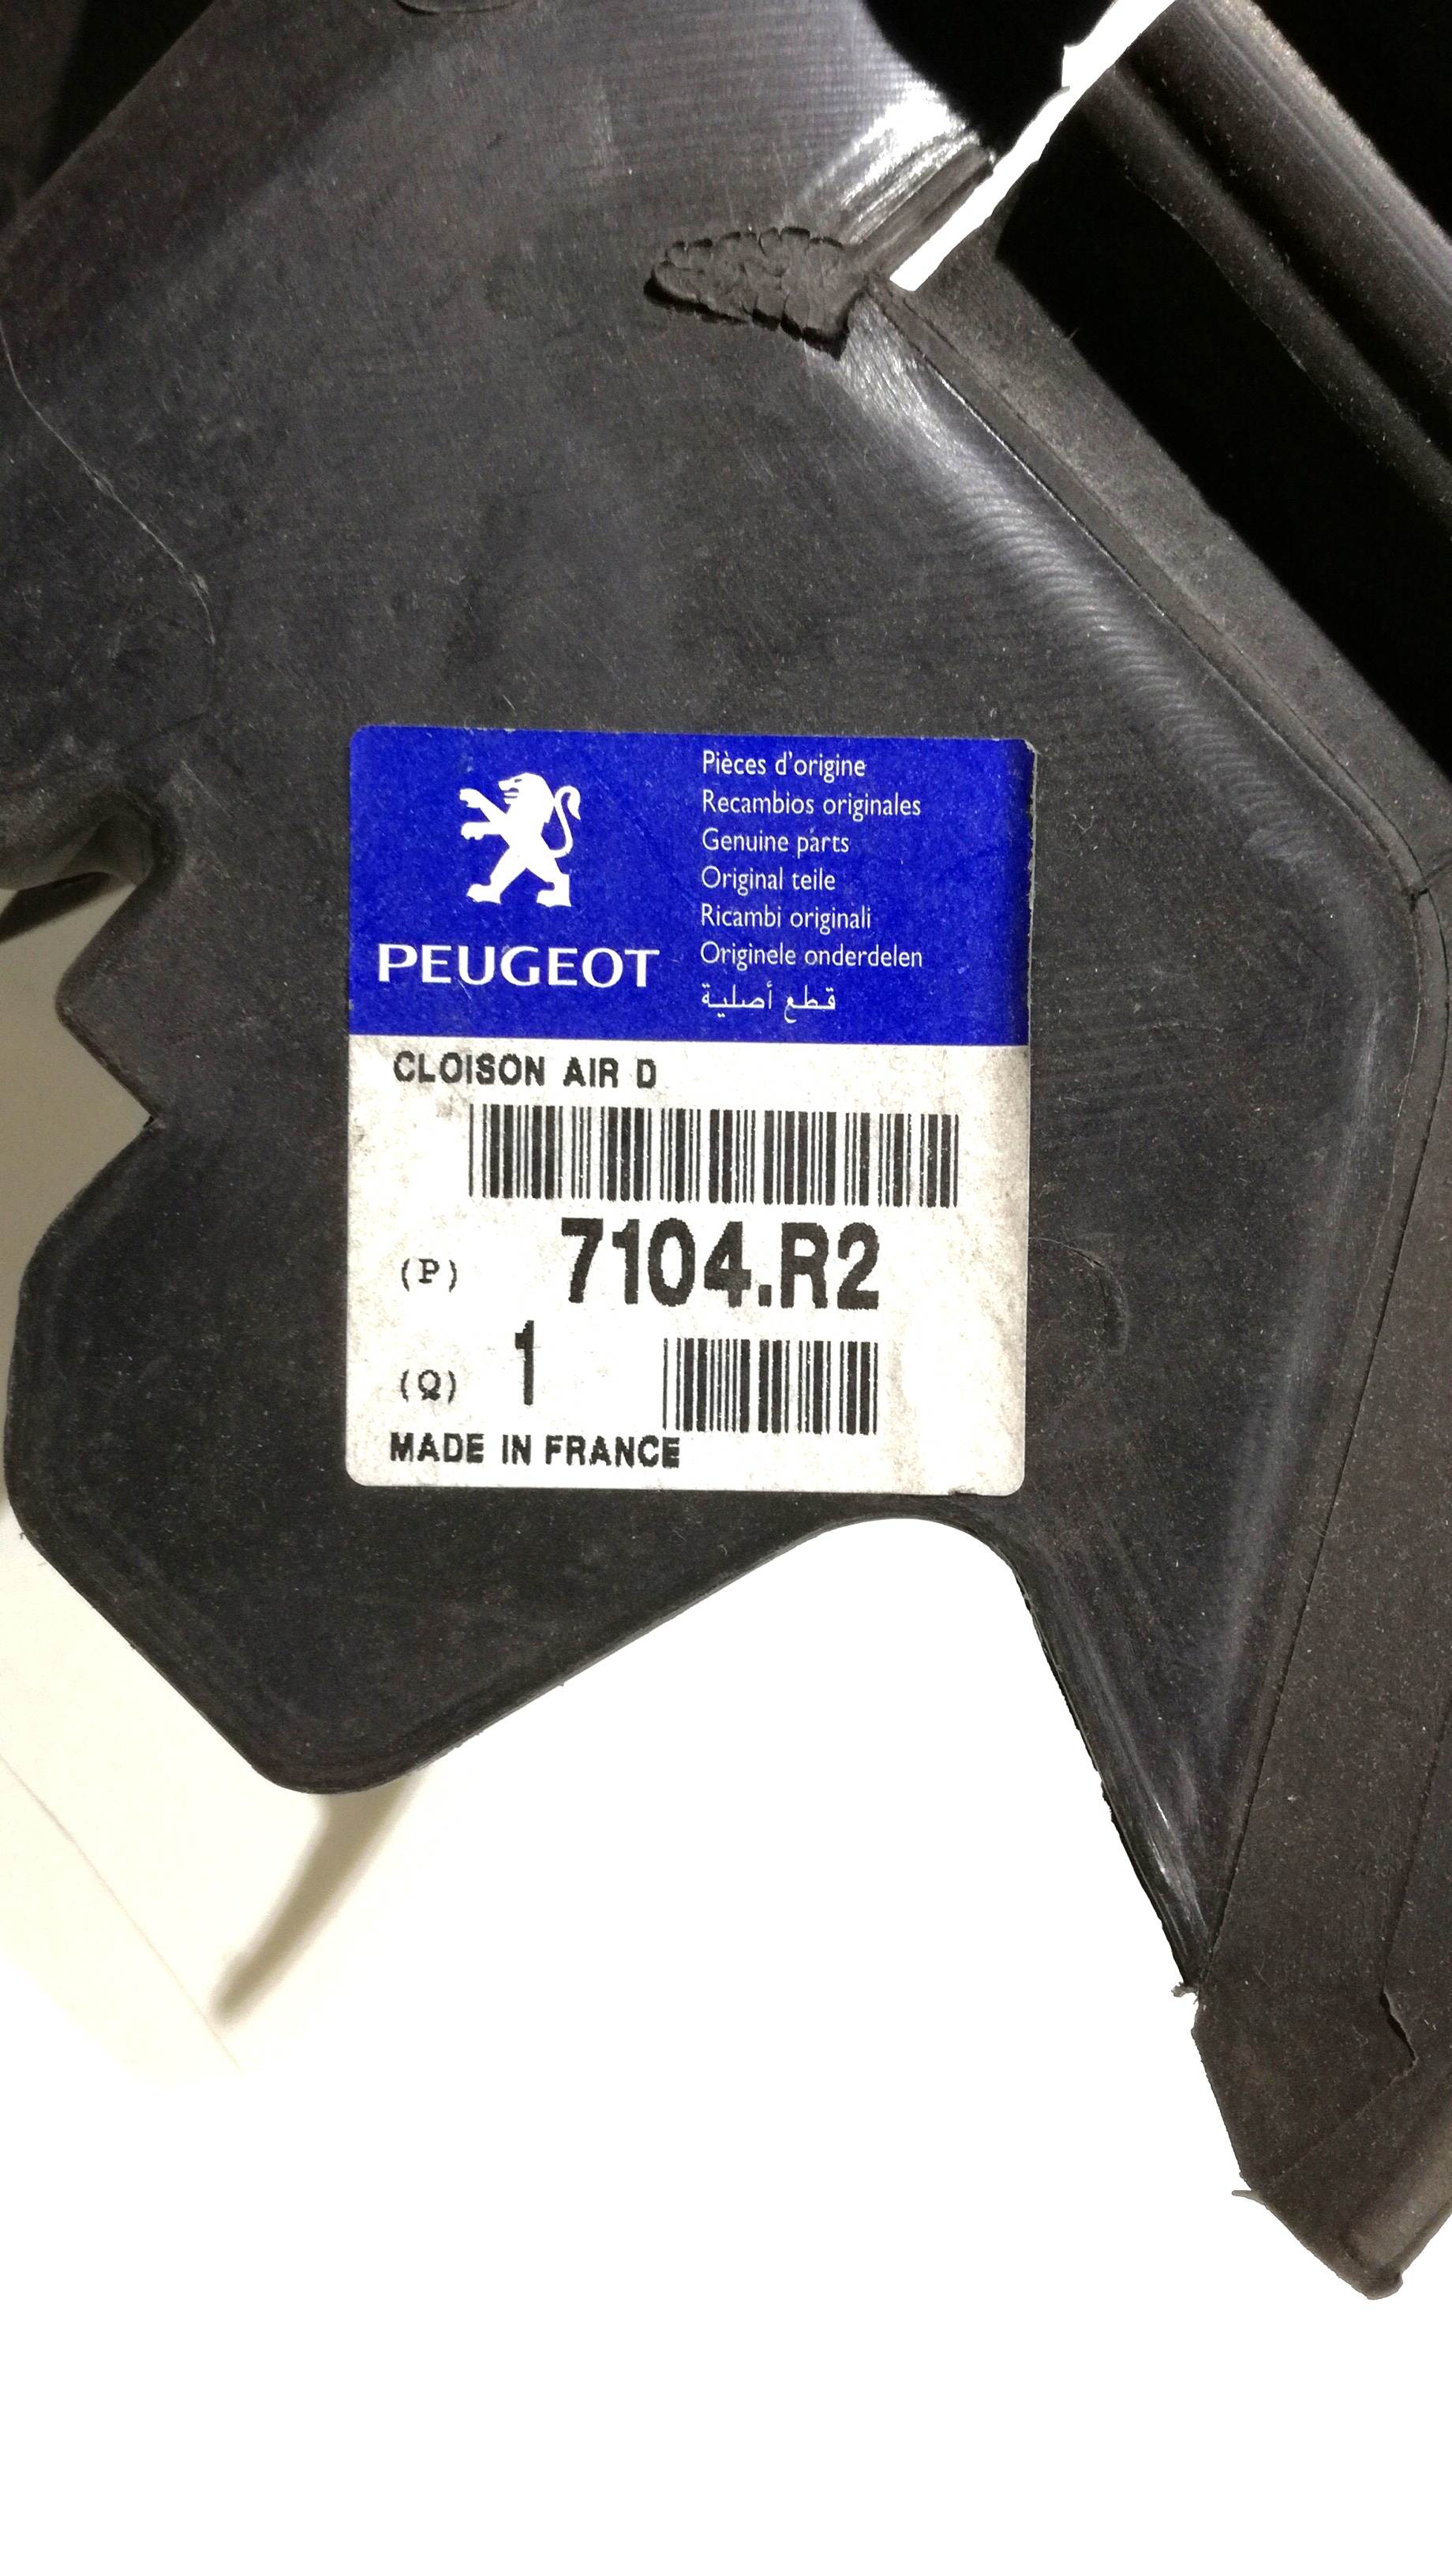 PEUGEOT
Pièces d'origine
Recambios originales
Genuine parts
Original teile
Ricambi originali
Originele onderdelen
قطع أصلية
CLOISON AIR D
(P) 7104.R2
(Q) 1
MADE IN FRANCE